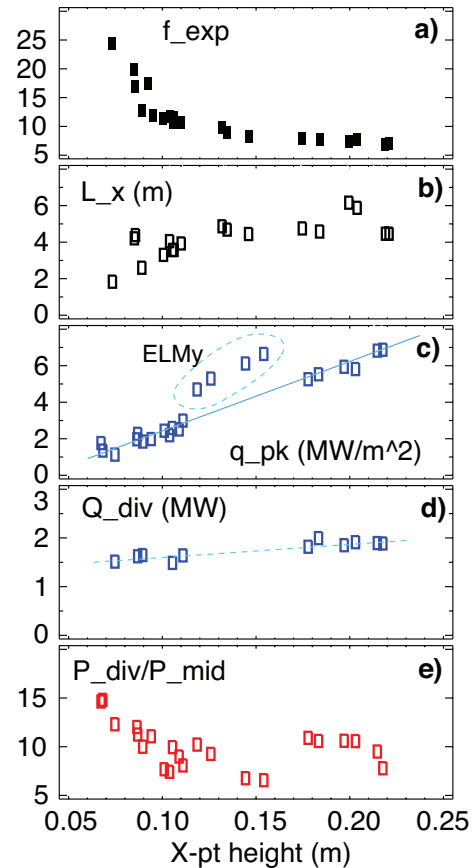 f_exp a)
25
20
15
10
5
L_x (m) b)
6
4
2
0
ELMy c)
6
4
2
0
q_pk (MW/m^2)
3
Q_div (MW) d)
2
1
0
P_div/P_mid e)
15
10
5
0.05 0.10 0.15 0.20 0.25
X-pt height (m)